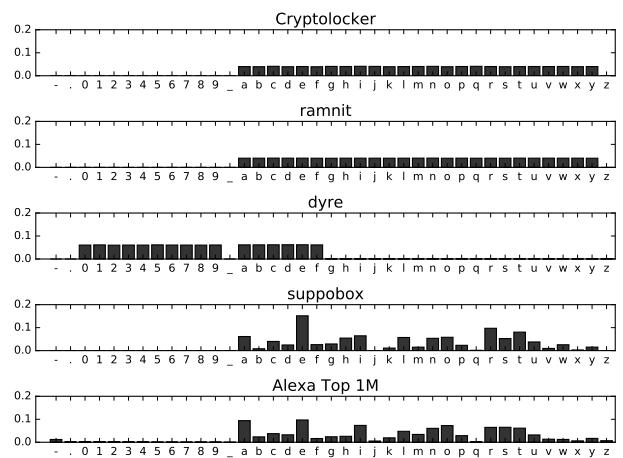 Cryptolocker
0.2
0.1
0.0
- . 0 1 2 3 4 5 6 7 8 9 _ a b c d e f g h i j k l m n o p q r s t u v w x y z
ramnit
0.2
0.1
0.0
- . 0 1 2 3 4 5 6 7 8 9 _ a b c d e f g h i j k l m n o p q r s t u v w x y z
dyre
0.2
0.1
0.0
- . 0 1 2 3 4 5 6 7 8 9 _ a b c d e f g h i j k l m n o p q r s t u v w x y z
suppobox
0.2
0.1
0.0
- . 0 1 2 3 4 5 6 7 8 9 _ a b c d e f g h i j k l m n o p q r s t u v w x y z
Alexa Top 1M
0.2
0.1
0.0
- . 0 1 2 3 4 5 6 7 8 9 _ a b c d e f g h i j k l m n o p q r s t u v w x y z